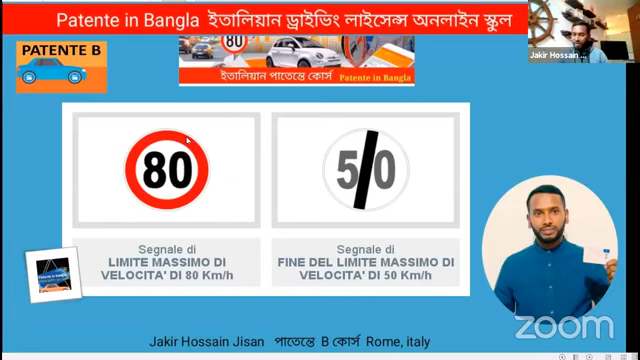 Patente in Bangla ইতালিয়ান ড্রাইভিং লাইসেন্স অনলাইন স্কুল
Jakir Hossain ...
PATENTE B
80
ইতালিয়ান পাতেন্তে কোর্স Patente in Bangla
80
50
Segnale di
LIMITE MASSIMO DI
VELOCITA' DI 80 Km/h
Segnale di
FINE DEL LIMITE MASSIMO DI
VELOCITA' DI 50 Km/h
zoom
Jakir Hossain Jisan পাতেন্তে B কোর্স Rome, italy